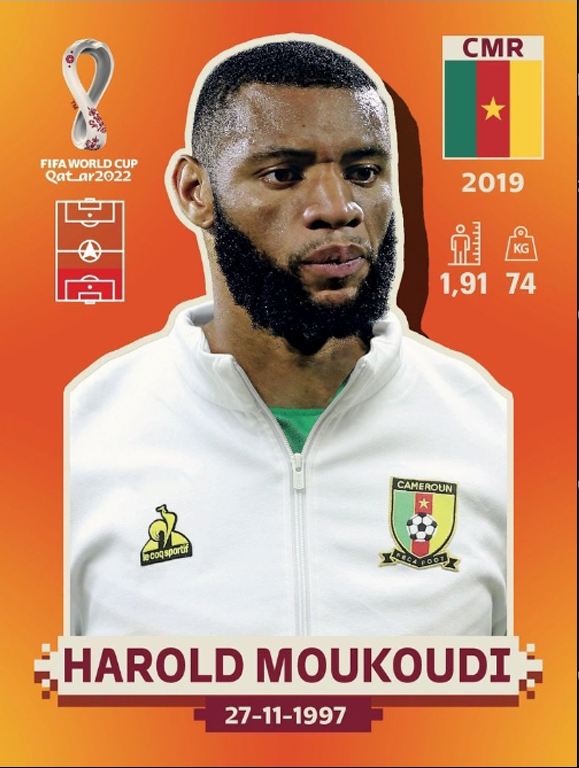 CMR
FIFA WORLD CUP
Qatar2022
2019
KG
1,91 74
CAMEROUN
le coq sportif
HAROLD MOUKOUDI
27-11-1997